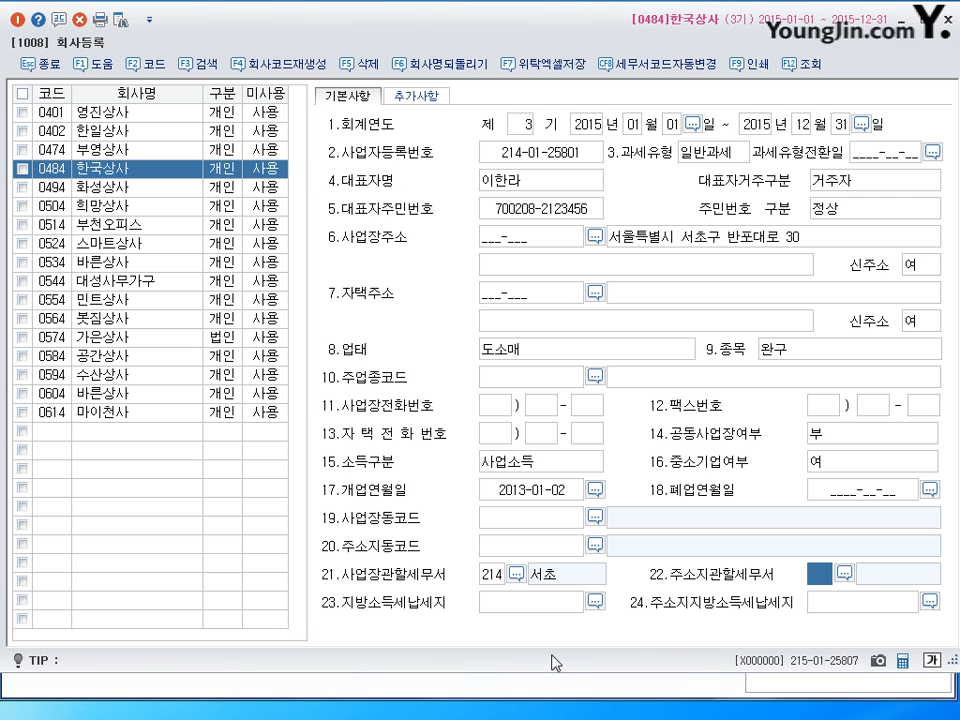 [0484]한국상사 (3기) 2015-01-01 ~ 2015-12-31
YoungJin.com Y.
[1008] 회사등록
Esc 종료 F1 도움 F2 코드 F3 검색 F4 회사코드재생성 F5 삭제 F6 회사명되돌리기 F7 위탁엑셀저장 CF8 세무서코드자동변경 F9 인쇄 F12 조회
코드 회사명 구분 미사용
0401 영진상사 개인 사용
0402 한일상사 개인 사용
0474 부영상사 개인 사용
0484 한국상사 개인 사용
0494 화성상사 개인 사용
0504 희망상사 개인 사용
0514 부천오피스 개인 사용
0524 스마트상사 개인 사용
0534 바른상사 개인 사용
0544 대성사무가구 개인 사용
0554 민트상사 개인 사용
0564 봇짐상사 개인 사용
0574 가은상사 법인 사용
0584 공간상사 개인 사용
0594 수산상사 개인 사용
0604 바른상사 개인 사용
0614 마이천사 개인 사용
기본사항 추가사항
1.회계연도 제 3 기 2015 년 01 월 01 일 ~ 2015 년 12 월 31 일
2.사업자등록번호 214-01-25801 3.과세유형 일반과세 과세유형전환일 ____-__-__
4.대표자명 이한라 대표자거주구분 거주자
5.대표자주민번호 700208-2123456 주민번호 구분 정상
6.사업장주소 ___-___ 서울특별시 서초구 반포대로 30
신주소 여
7.자택주소 ___-___
신주소 여
8.업태 도소매 9.종목 완구
10.주업종코드
11.사업장전화번호 ) - 12.팩스번호 ) -
13.자 택 전 화 번호 ) - 14.공동사업장여부 부
15.소득구분 사업소득 16.중소기업여부 여
17.개업연월일 2013-01-02 18.폐업연월일 ____-__-__
19.사업장동코드
20.주소지동코드
21.사업장관할세무서 214 서초 22.주소지관할세무서
23.지방소득세납세지 24.주소지지방소득세납세지
TIP :
[X000000] 215-01-25807 가